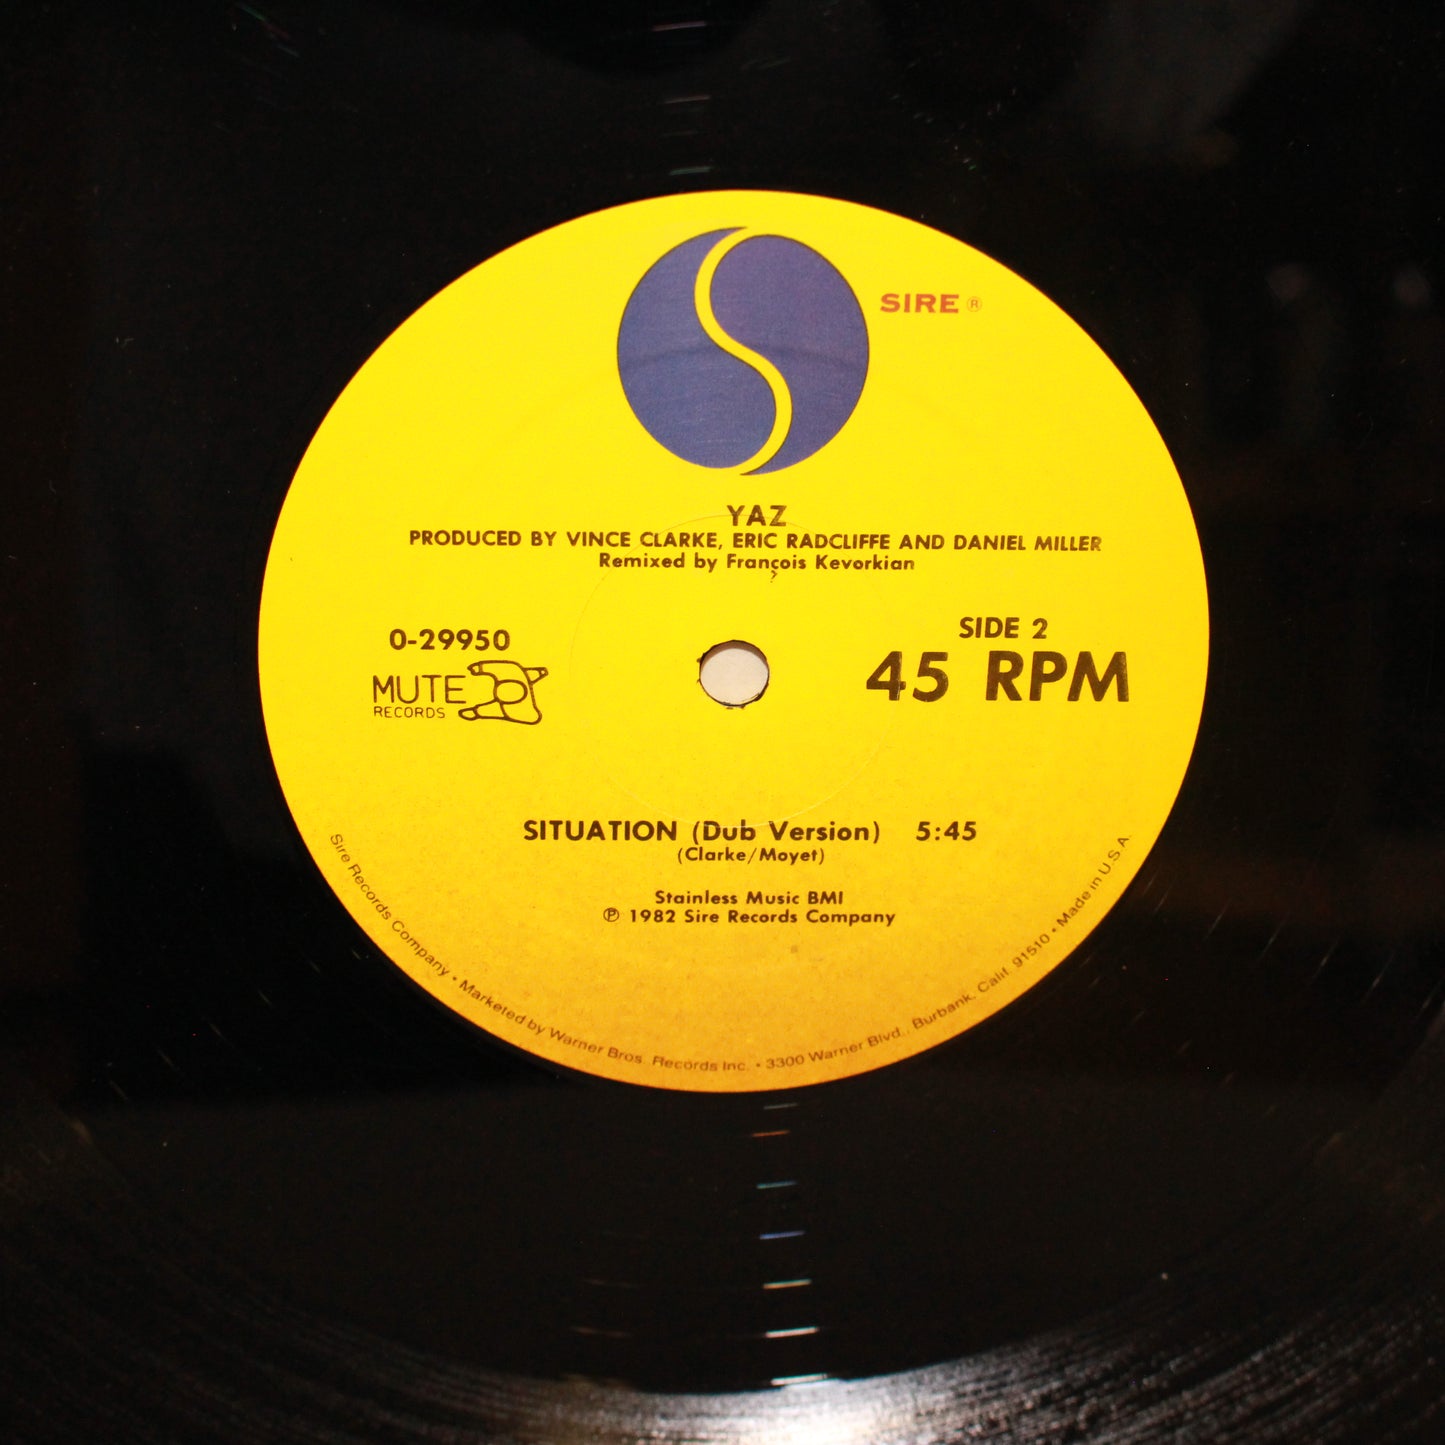 SIRE ®
YAZ
PRODUCED BY VINCE CLARKE, ERIC RADCLIFFE AND DANIEL MILLER
Remixed by François Kevorkian
0-29950
MUTE
RECORDS
SIDE 2
45 RPM
SITUATION (Dub Version) 5:45
(Clarke/Moyet)
Stainless Music BMI
℗ 1982 Sire Records Company
Sire Records Company • Marketed by Warner Bros. Records Inc. • 3300 Warner Blvd., Burbank, Calif. 91510 • Made in U.S.A.